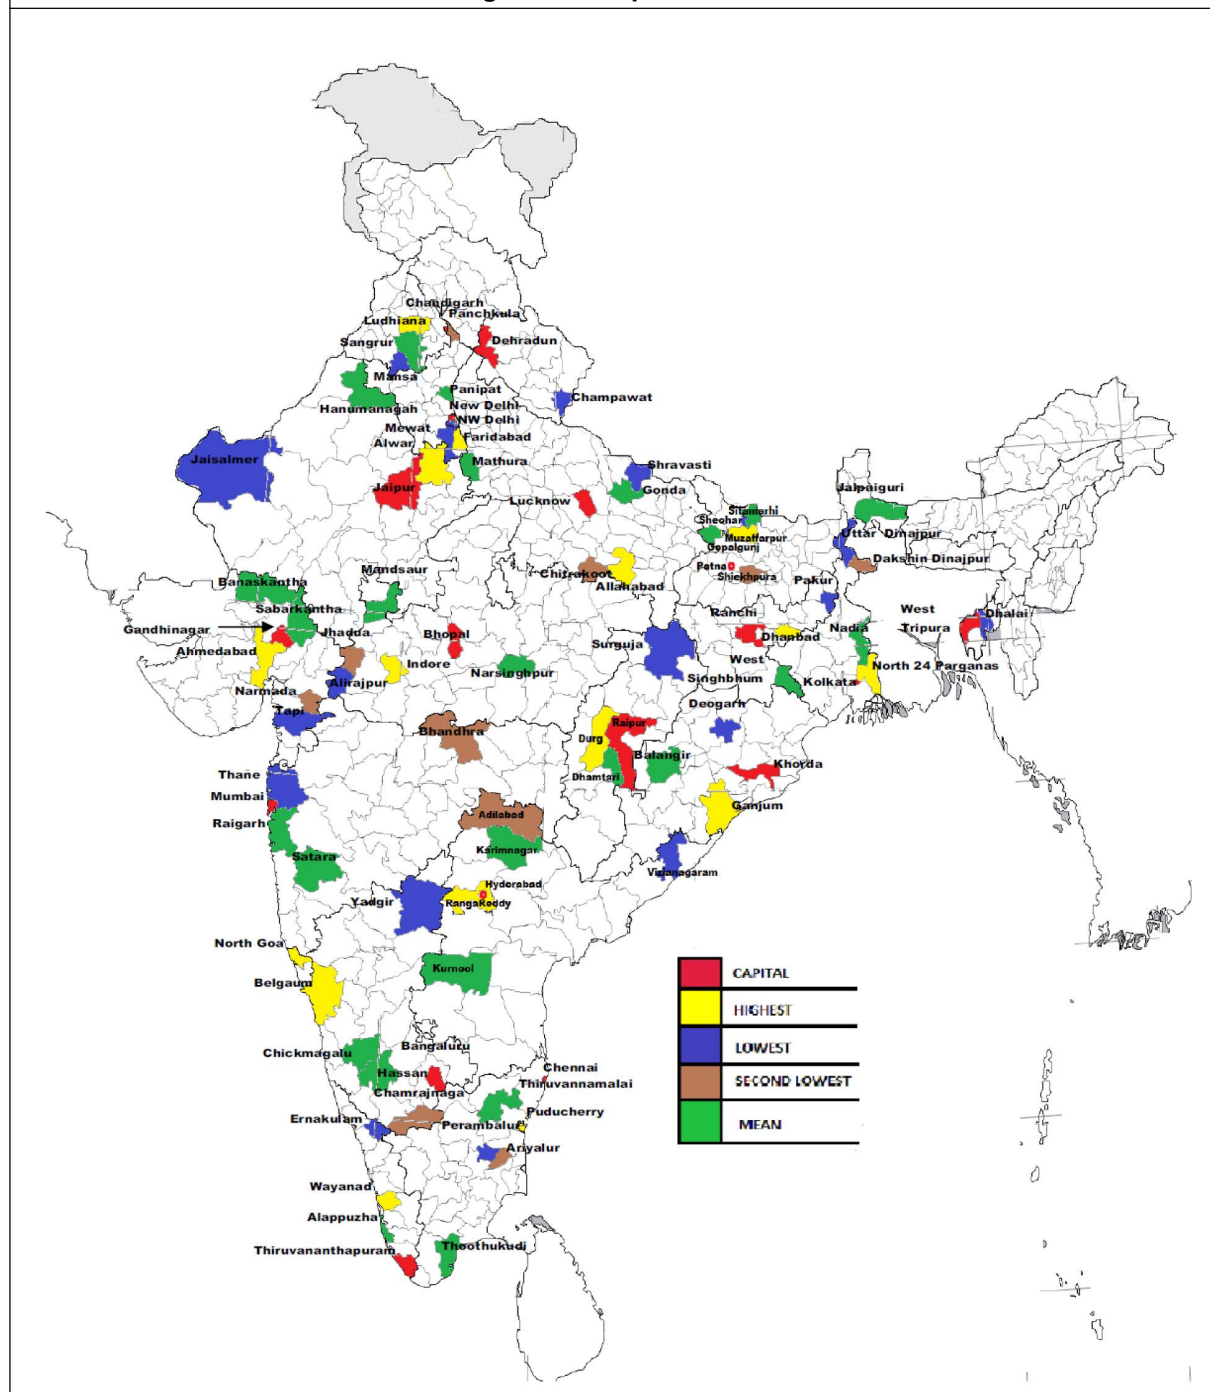 Chandigarh
Panchkula
Ludhiana
Sangrur
Dehradun
Mansa
Panipat
Champawat
Hanumanagah
New Delhi
NW Delhi
Mewat
Faridabad
Alwar
Mathura
Jaisalmer
Shravasti
Jaipur
Gonda
Jalpaiguri
Lucknow
Sitamarhi
Sheohar
Muzaffarpur
Gopalgunj
Uttar Dinajpur
Dakshin Dinajpur
Mandsaur
Chitrakoot
Patna
Shiekhpura
Pakur
Allahabad
Banaskantha
Sabarkantha
Ranchi
West
Tripura
Dhalai
Gandhinagar
Jhadua
Bhopal
Dhanbad
Nadia
Ahmedabad
Surguja
Indore
West
Singhbhum
North 24 Parganas
Narsinghpur
Alirajpur
Kolkata
Narmada
Deogarh
Tapi
Raipur
Bhandhra
Durg
Balangir
Khorda
Thane
Dhamtari
Mumbai
Ganjum
Raigarh
Adilabad
Karimnagar
Satara
Vizianagaram
Hyderabad
Yadgir
RangaReddy
North Goa
Kurnool
Belgaum
CAPITAL
HIGHEST
LOWEST
SECOND LOWEST
MEAN
Bangaluru
Chickmagalu
Hassan
Chennai
Thiruvannamalai
Chamrajnaga
Puducherry
Ernakulam
Perambalur
Ariyalur
Wayanad
Alappuzha
Thiruvananthapuram
Thoothukudi